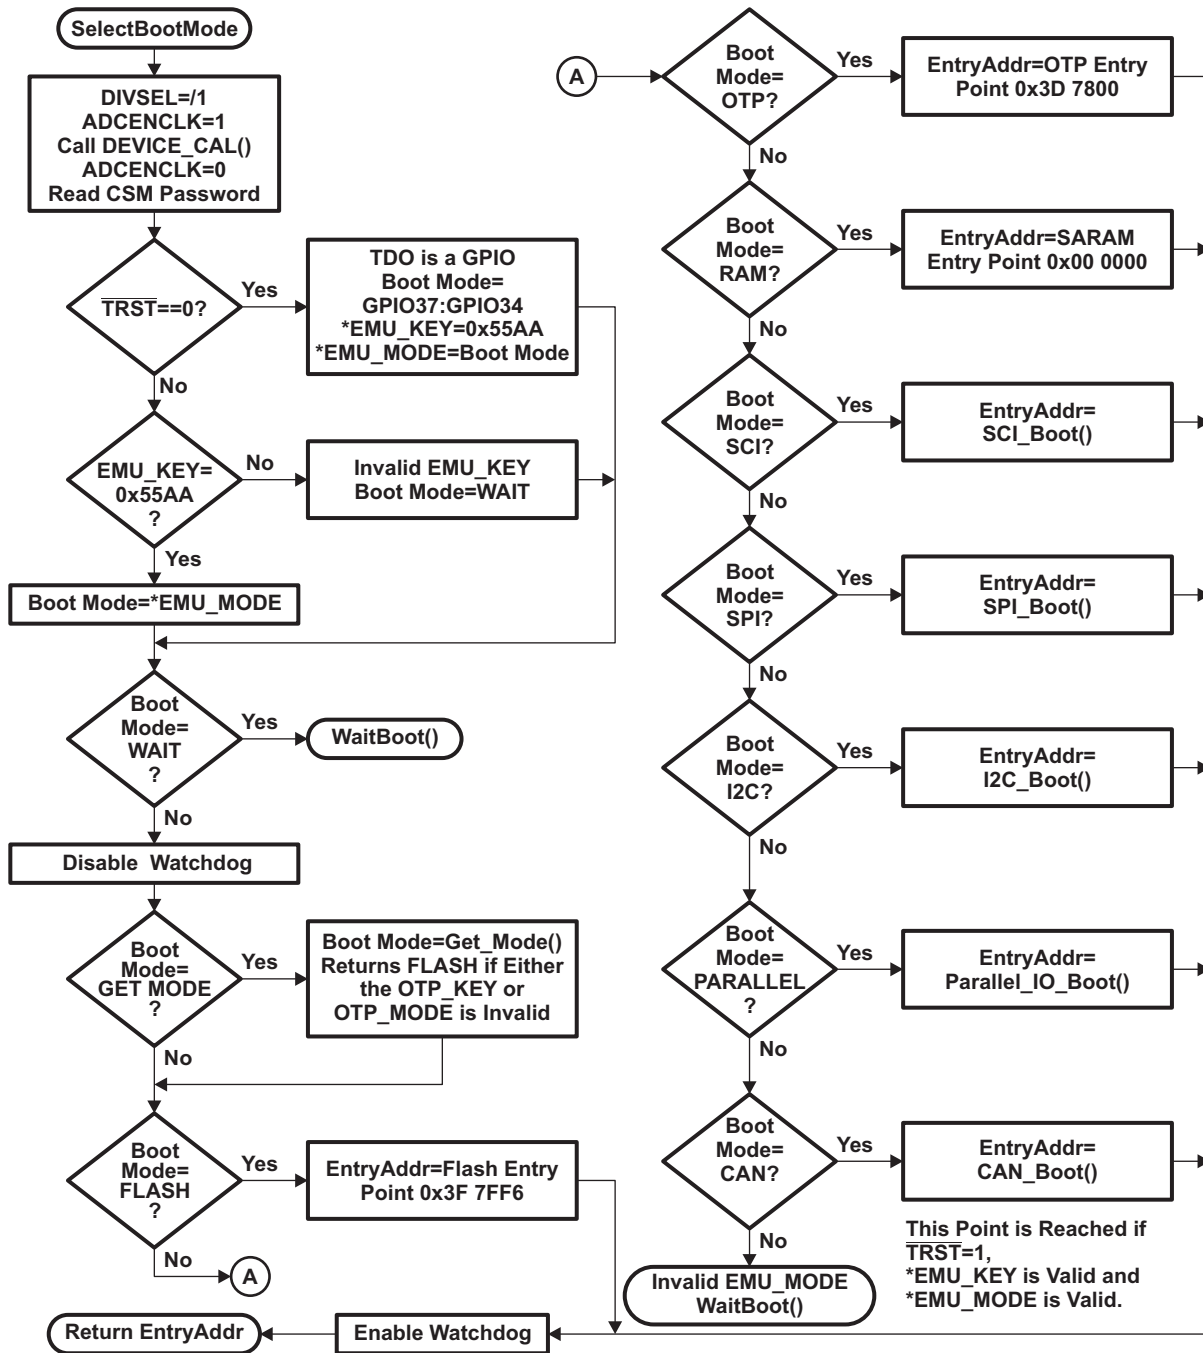 SelectBootMode
DIVSEL=/1
ADCENCLK=1
Call DEVICE_CAL()
ADCENCLK=0
Read CSM Password
TRST==0?
Yes
TDO is a GPIO
Boot Mode=
GPIO37:GPIO34
*EMU_KEY=0x55AA
*EMU_MODE=Boot Mode
No
EMU_KEY=
0x55AA
?
No
Invalid EMU_KEY
Boot Mode=WAIT
Yes
Boot Mode=*EMU_MODE
Boot
Mode=
WAIT
?
Yes
WaitBoot()
No
Disable Watchdog
Boot
Mode=
GET MODE
?
Yes
Boot Mode=Get_Mode()
Returns FLASH if Either
the OTP_KEY or
OTP_MODE is Invalid
No
Boot
Mode=
FLASH
?
Yes
EntryAddr=Flash Entry
Point 0x3F 7FF6
No
A
A
Boot
Mode=
OTP?
Yes
EntryAddr=OTP Entry
Point 0x3D 7800
No
Boot
Mode=
RAM?
Yes
EntryAddr=SARAM
Entry Point 0x00 0000
No
Boot
Mode=
SCI?
Yes
EntryAddr=
SCI_Boot()
No
Boot
Mode=
SPI?
Yes
EntryAddr=
SPI_Boot()
No
Boot
Mode=
I2C?
Yes
EntryAddr=
I2C_Boot()
No
Boot
Mode=
PARALLEL
?
Yes
EntryAddr=
Parallel_IO_Boot()
No
Boot
Mode=
CAN?
Yes
EntryAddr=
CAN_Boot()
No
Invalid EMU_MODE
WaitBoot()
This Point is Reached if
TRST=1,
*EMU_KEY is Valid and
*EMU_MODE is Valid.
Enable Watchdog
Return EntryAddr